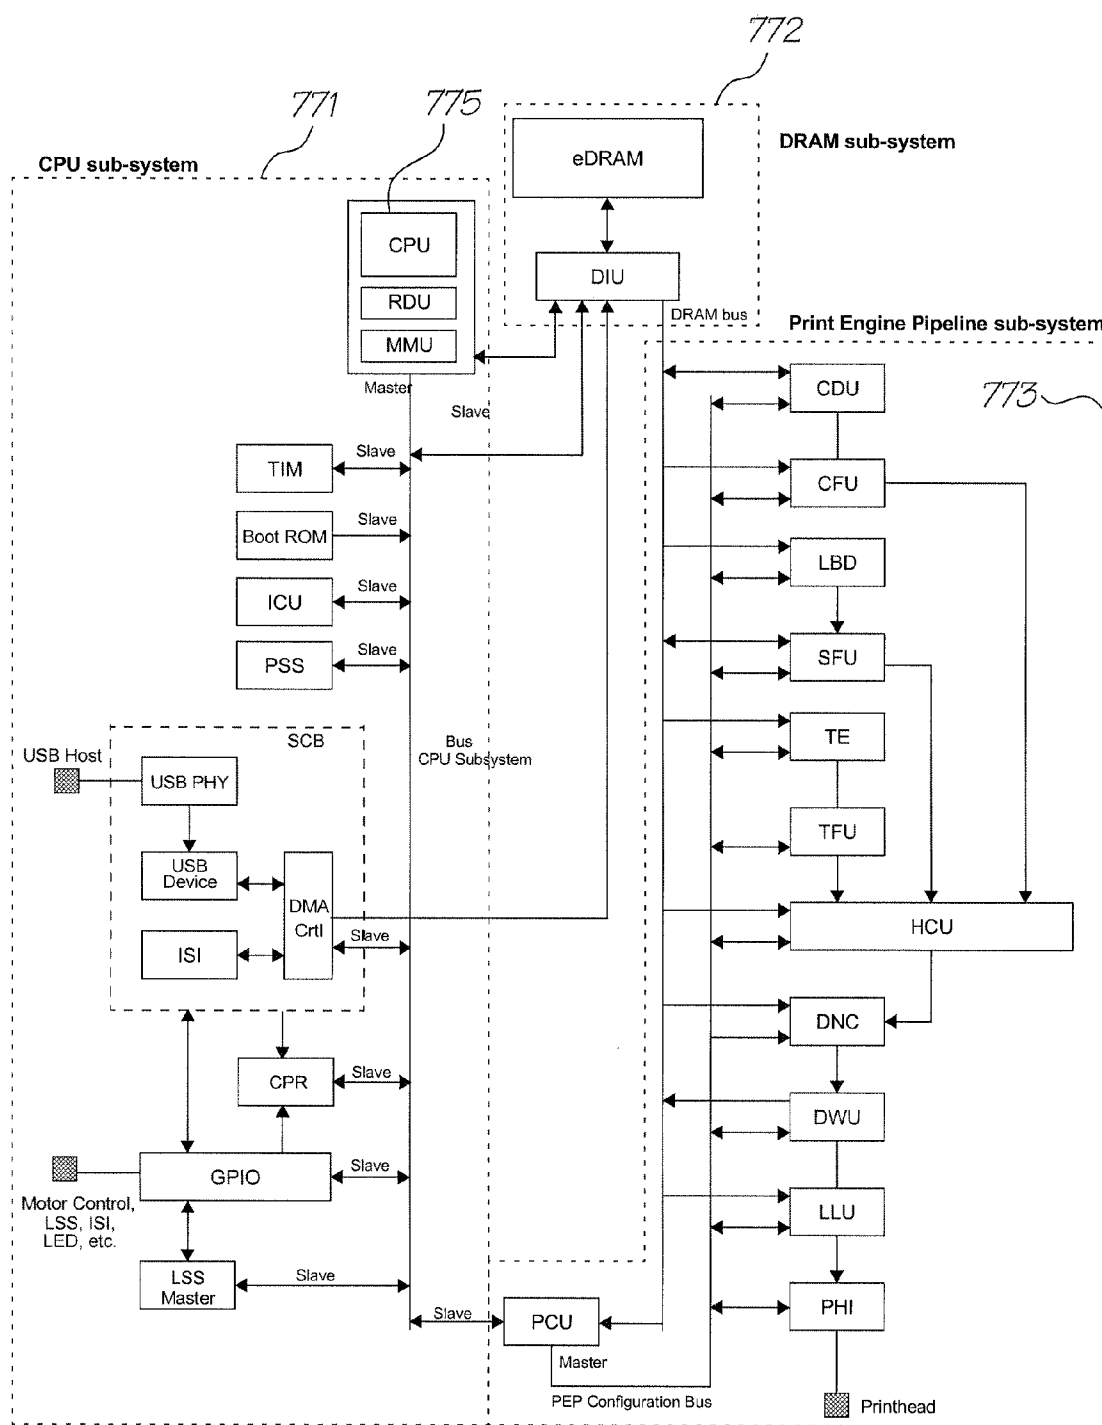 772
771
775
CPU sub-system
DRAM sub-system
eDRAM
CPU
DIU
RDU
DRAM bus
Print Engine Pipeline sub-system
MMU
Master
CDU
773
Slave
Slave
TIM
CFU
Slave
Boot ROM
LBD
Slave
ICU
Slave
PSS
SFU
SCB
Bus
CPU Subsystem
TE
USB Host
USB PHY
TFU
USB
Device
DMA
Crtl
HCU
Slave
ISI
DNC
Slave
CPR
DWU
Slave
GPIO
Motor Control,
LSS, ISI,
LED, etc.
LLU
LSS
Master
Slave
Slave
PCU
PHI
Master
PEP Configuration Bus
Printhead